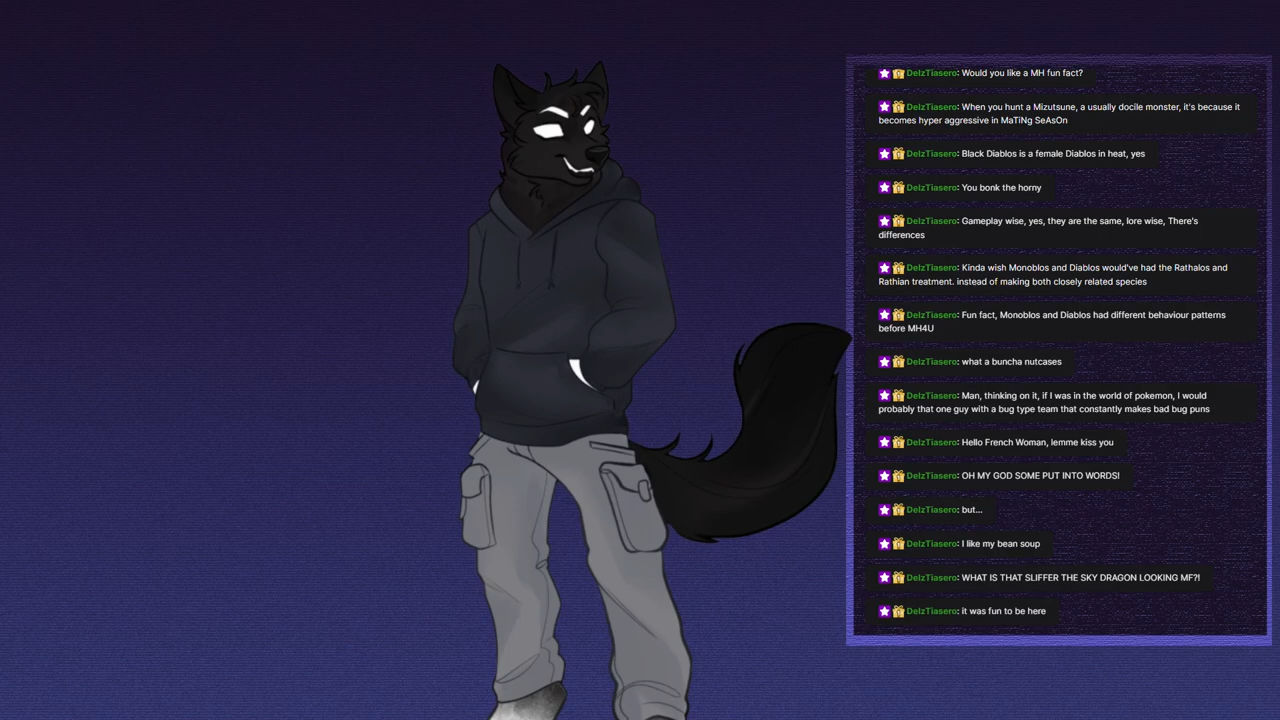 DelzTiasero: Would you like a MH fun fact?
DelzTiasero: When you hunt a Mizutsune, a usually docile monster, it's because it
becomes hyper aggressive in MaTiNg SeAsOn
DelzTiasero: Black Diablos is a female Diablos in heat, yes
DelzTiasero: You bonk the horny
DelzTiasero: Gameplay wise, yes, they are the same, lore wise, There's
differences
DelzTiasero: Kinda wish Monoblos and Diablos would've had the Rathalos and
Rathian treatment. instead of making both closely related species
DelzTiasero: Fun fact, Monoblos and Diablos had different behaviour patterns
before MH4U
DelzTiasero: what a buncha nutcases
DelzTiasero: Man, thinking on it, if I was in the world of pokemon, I would
probably that one guy with a bug type team that constantly makes bad bug puns
DelzTiasero: Hello French Woman, lemme kiss you
DelzTiasero: OH MY GOD SOME PUT INTO WORDS!
DelzTiasero: but...
DelzTiasero: I like my bean soup
DelzTiasero: WHAT IS THAT SLIFFER THE SKY DRAGON LOOKING MF?!
DelzTiasero: it was fun to be here